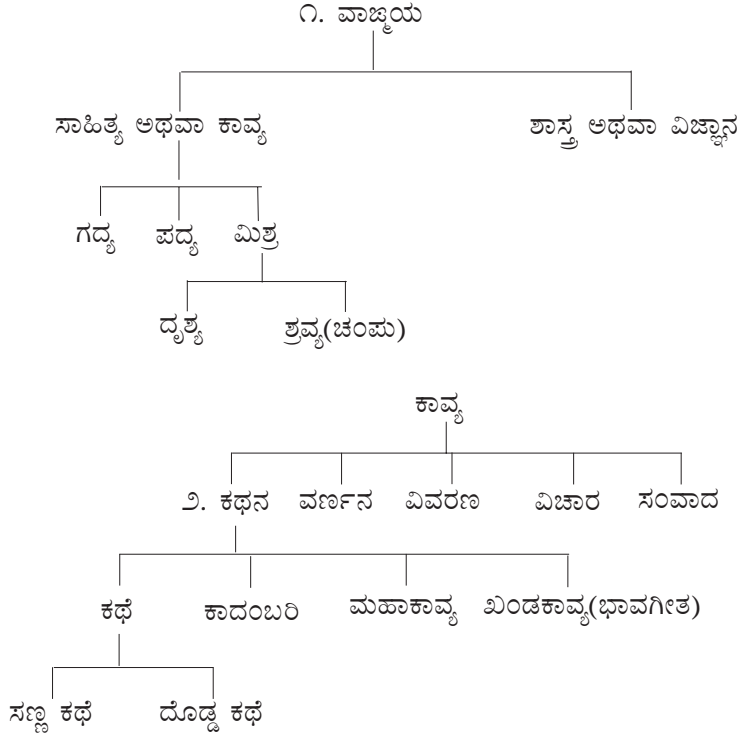 ೧. ವಾಙ್ಮಯ
ಸಾಹಿತ್ಯ ಅಥವಾ ಕಾವ್ಯ ಶಾಸ್ತ್ರ ಅಥವಾ ವಿಜ್ಞಾನ
ಗದ್ಯ ಪದ್ಯ ಮಿಶ್ರ
ದೃಶ್ಯ ಶ್ರವ್ಯ(ಚಂಪು)
ಕಾವ್ಯ
೨. ಕಥನ ವರ್ಣನ ವಿವರಣ ವಿಚಾರ ಸಂವಾದ
ಕಥೆ ಕಾದಂಬರಿ ಮಹಾಕಾವ್ಯ ಖಂಡಕಾವ್ಯ(ಭಾವಗೀತ)
ಸಣ್ಣ ಕಥೆ ದೊಡ್ಡ ಕಥೆ